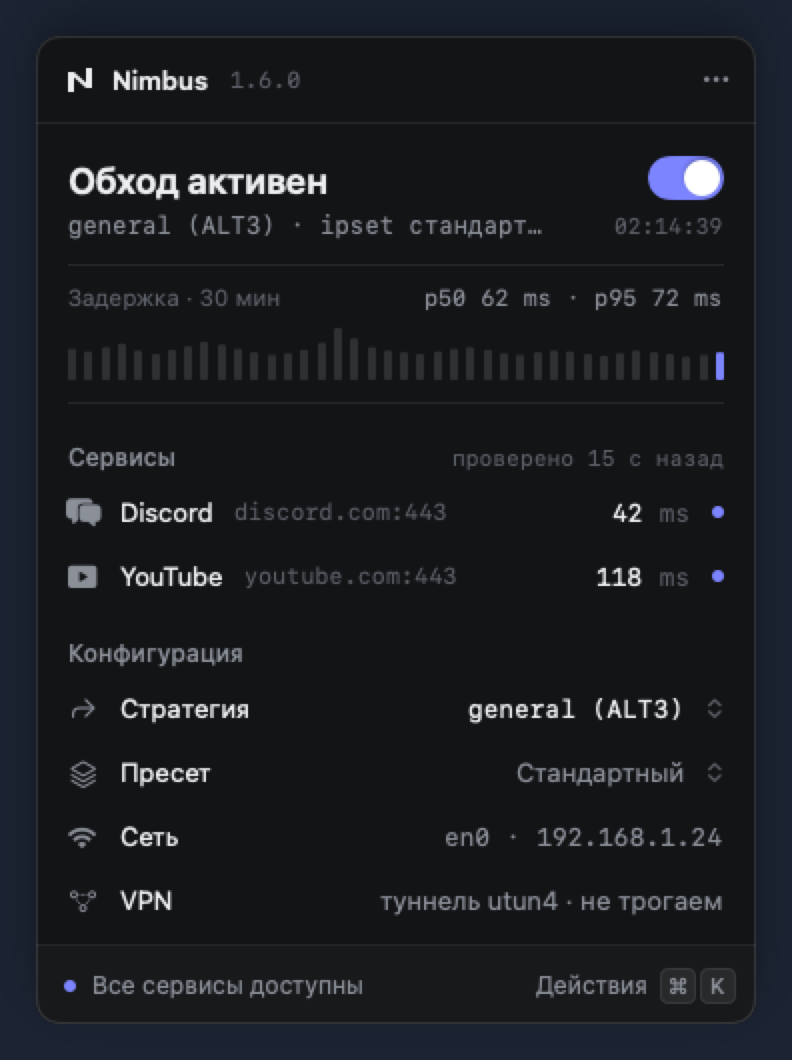 Nimbus 1.6.0
Обход активен
general (ALT3) · ipset стандарт… 02:14:39
Задержка · 30 мин p50 62 ms · p95 72 ms
Сервисы проверено 15 с назад
Discord discord.com:443 42 ms
YouTube youtube.com:443 118 ms
Конфигурация
Стратегия general (ALT3)
Пресет Стандартный
Сеть en0 · 192.168.1.24
VPN туннель utun4 · не трогаем
Все сервисы доступны Действия ⌘ K